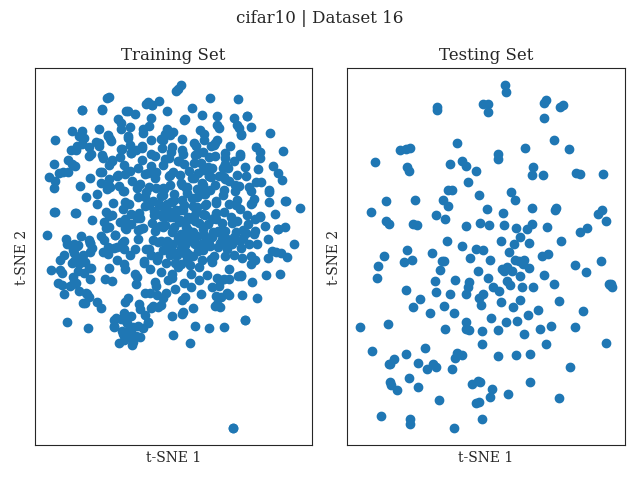 cifar10 | Dataset 16
Training Set
Testing Set
t-SNE 2
t-SNE 2
t-SNE 1
t-SNE 1